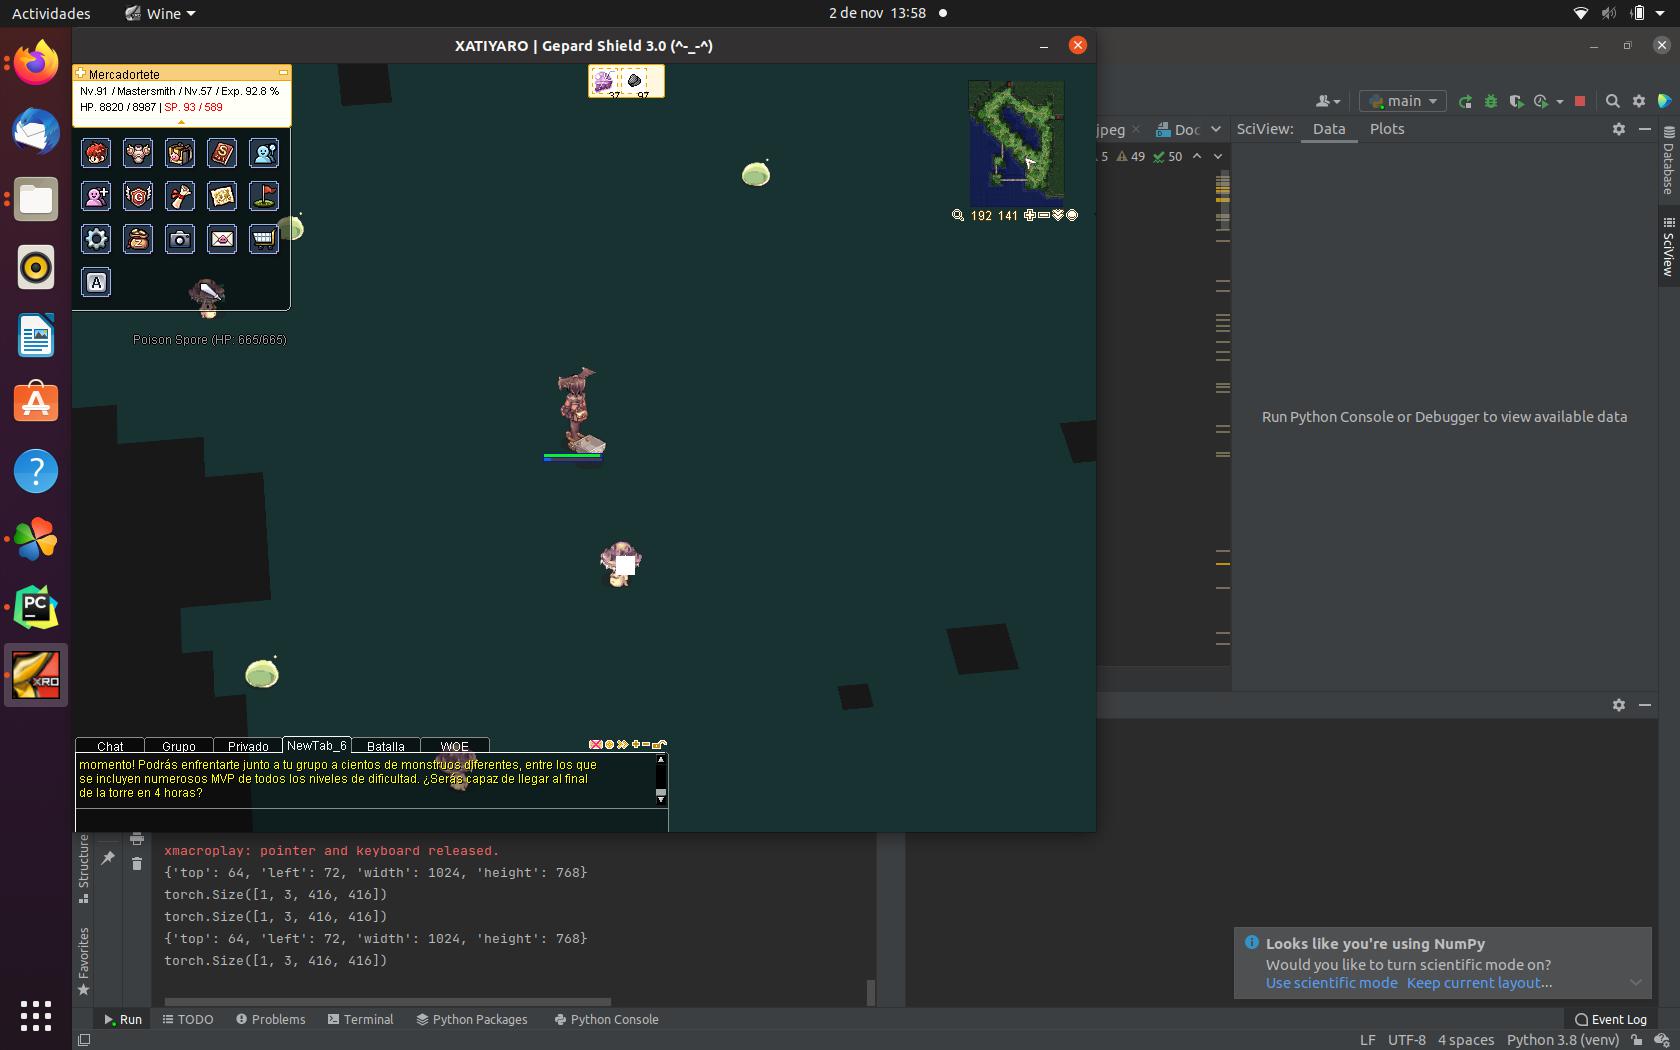 Actividades
Wine
2 de nov 13:58
XATIYARO | Gepard Shield 3.0 (^-_-^)
Mercadortete
Nv.91 / Mastersmith / Nv.57 / Exp. 92.8 %
HP. 8820 / 8987 | SP. 93 / 589
37 97
A
Poison Spore (HP: 665/665)
192 141
main
jpeg
Doc
SciView:
Data
Plots
5 49 50
Database
SciView
Run Python Console or Debugger to view available data
Chat
Grupo
Privado
NewTab_6
Batalla
WOE
momento! Podrás enfrentarte junto a tu grupo a cientos de monstruos diferentes, entre los que
se incluyen numerosos MVP de todos los niveles de dificultad. ¿Serás capaz de llegar al final
de la torre en 4 horas?
PC
XRO
Structure
Favorites
xmacroplay: pointer and keyboard released.
{'top': 64, 'left': 72, 'width': 1024, 'height': 768}
torch.Size([1, 3, 416, 416])
torch.Size([1, 3, 416, 416])
{'top': 64, 'left': 72, 'width': 1024, 'height': 768}
torch.Size([1, 3, 416, 416])
Looks like you're using NumPy
Would you like to turn scientific mode on?
Use scientific mode Keep current layout...
Run
TODO
Problems
Terminal
Python Packages
Python Console
Event Log
LF UTF-8 4 spaces Python 3.8 (venv)